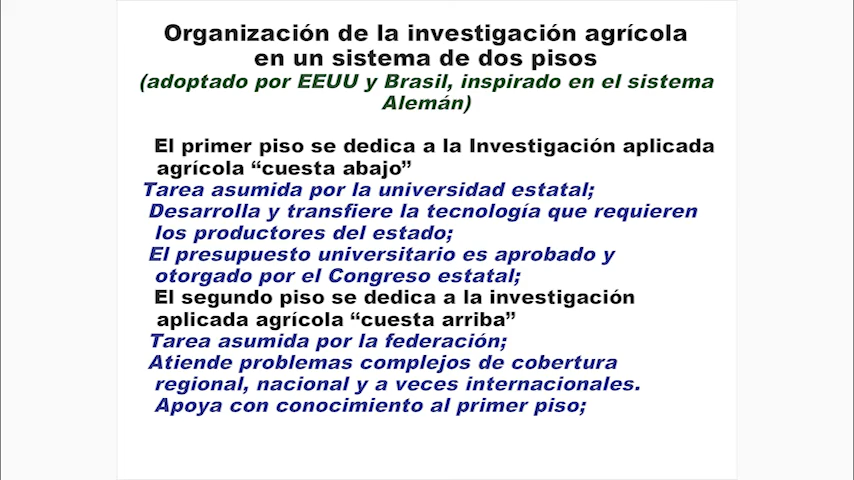 Organización de la investigación agrícola
en un sistema de dos pisos
(adoptado por EEUU y Brasil, inspirado en el sistema
Alemán)
El primer piso se dedica a la Investigación aplicada
agrícola “cuesta abajo”
Tarea asumida por la universidad estatal;
Desarrolla y transfiere la tecnología que requieren
los productores del estado;
El presupuesto universitario es aprobado y
otorgado por el Congreso estatal;
El segundo piso se dedica a la investigación
aplicada agrícola “cuesta arriba”
Tarea asumida por la federación;
Atiende problemas complejos de cobertura
regional, nacional y a veces internacionales.
Apoya con conocimiento al primer piso;